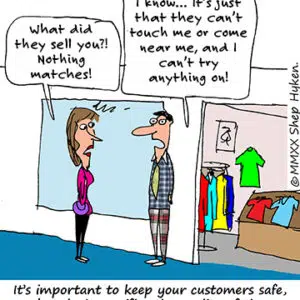 What did
they sell you?!
Nothing
matches!
I know... It's just
that they can't
touch me or come
near me, and I
can't try
anything on!
©MMXX Shep Hyken
It's important to keep your customers safe,